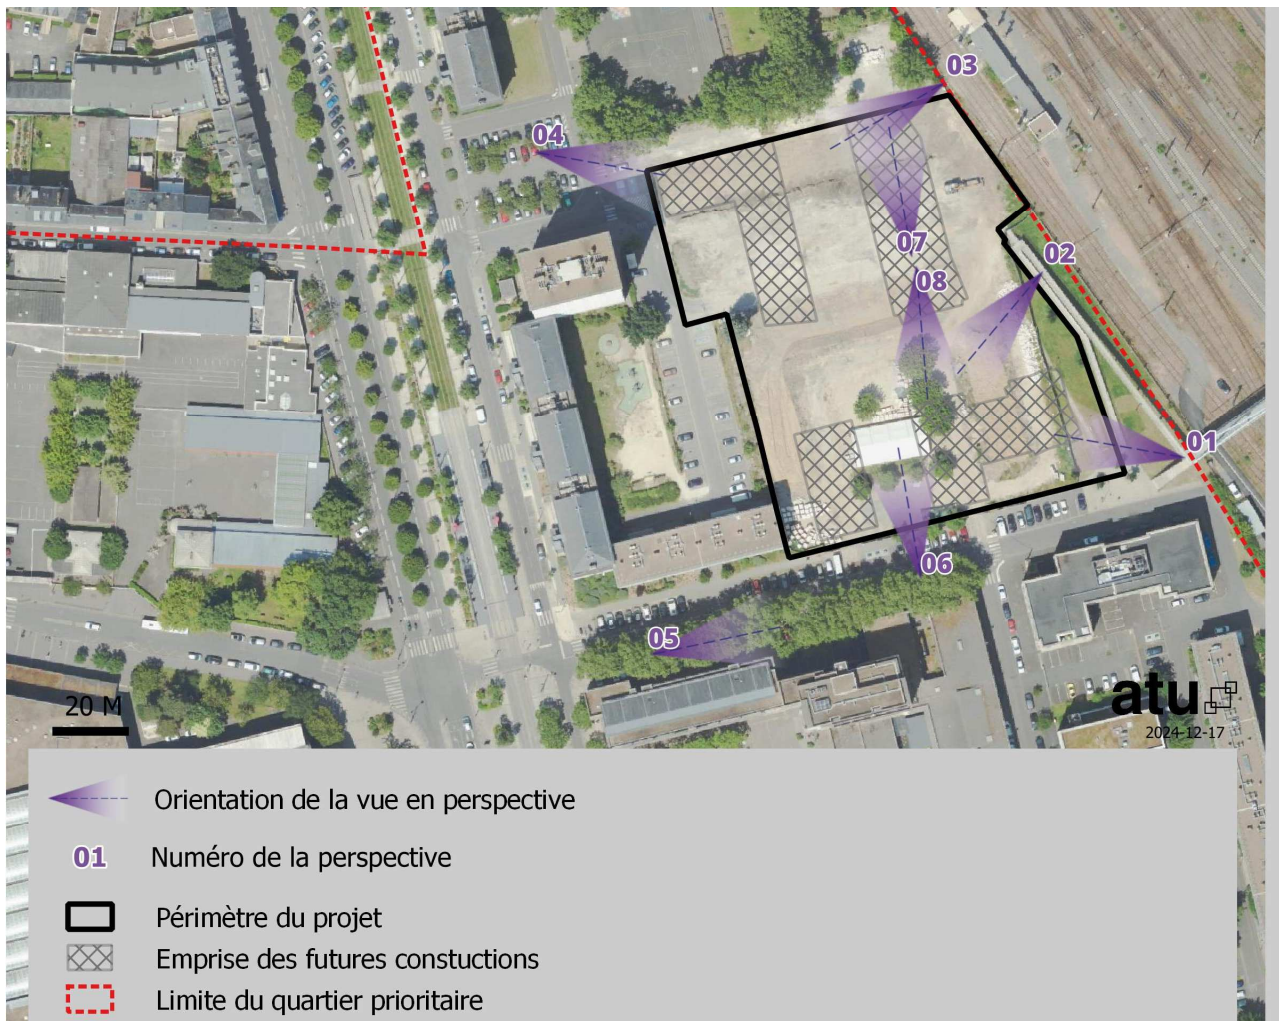 03
04
07
02
08
01
06
05
20 M
atu
2024-12-17
Orientation de la vue en perspective
01 Numéro de la perspective
Périmètre du projet
Emprise des futures constuctions
Limite du quartier prioritaire